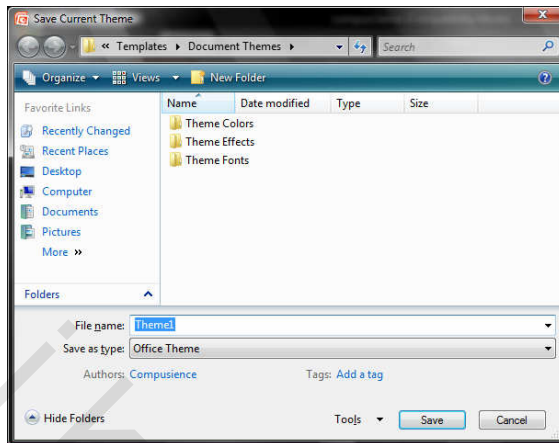 Save Current Theme
« Templates Document Themes Search
Organize Views New Folder
Favorite Links
Recently Changed
Recent Places
Desktop
Computer
Documents
Pictures
More »
Folders
Name Date modified Type Size
Theme Colors
Theme Effects
Theme Fonts
File name: Theme1
Save as type: Office Theme
Authors: Compusience Tags: Add a tag
Hide Folders Tools Save Cancel